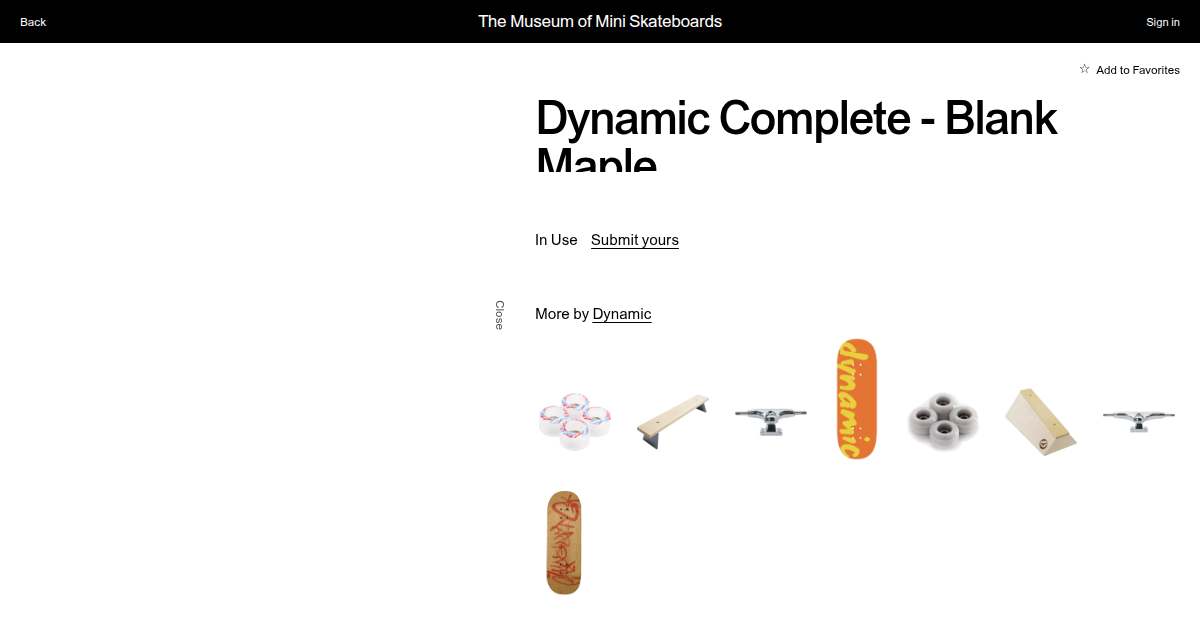 Back
The Museum of Mini Skateboards
Sign in
☆ Add to Favorites
Dynamic Complete - Blank
Maple
In Use Submit yours
Close
More by Dynamic
dynamic